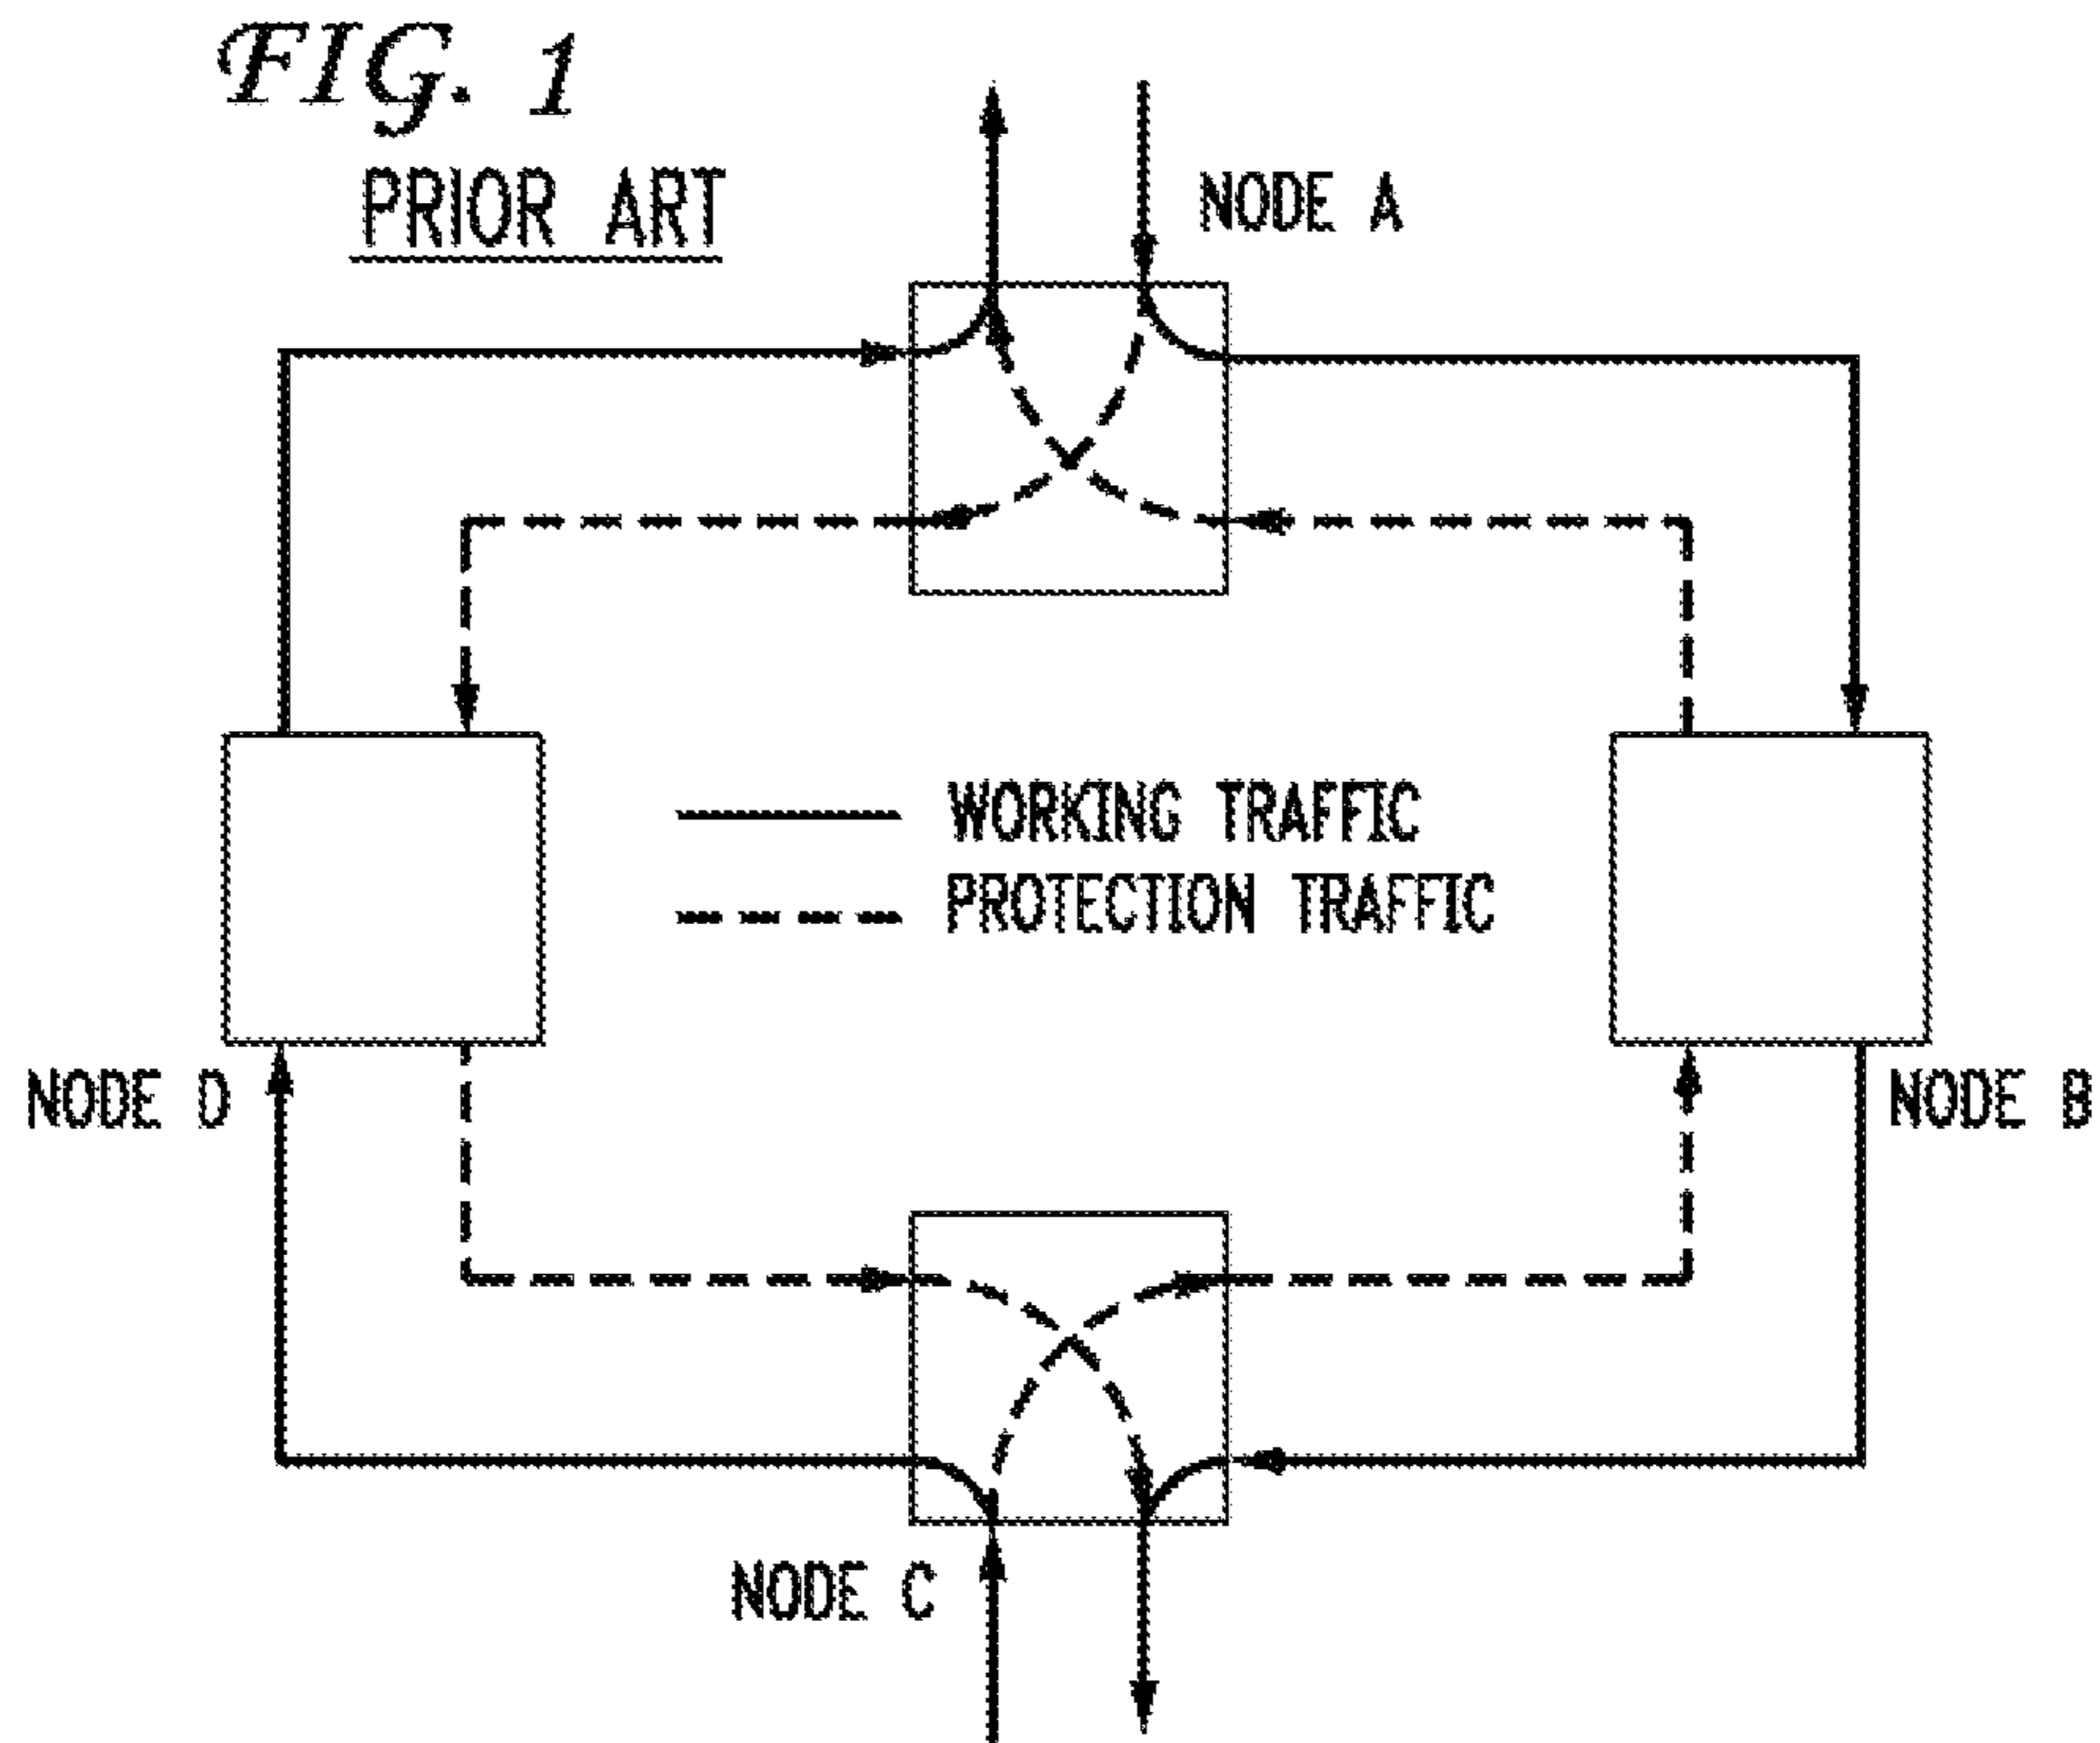 FIG. 1
PRIOR ART
NODE A
WORKING TRAFFIC
PROTECTION TRAFFIC
NODE D
NODE B
NODE C